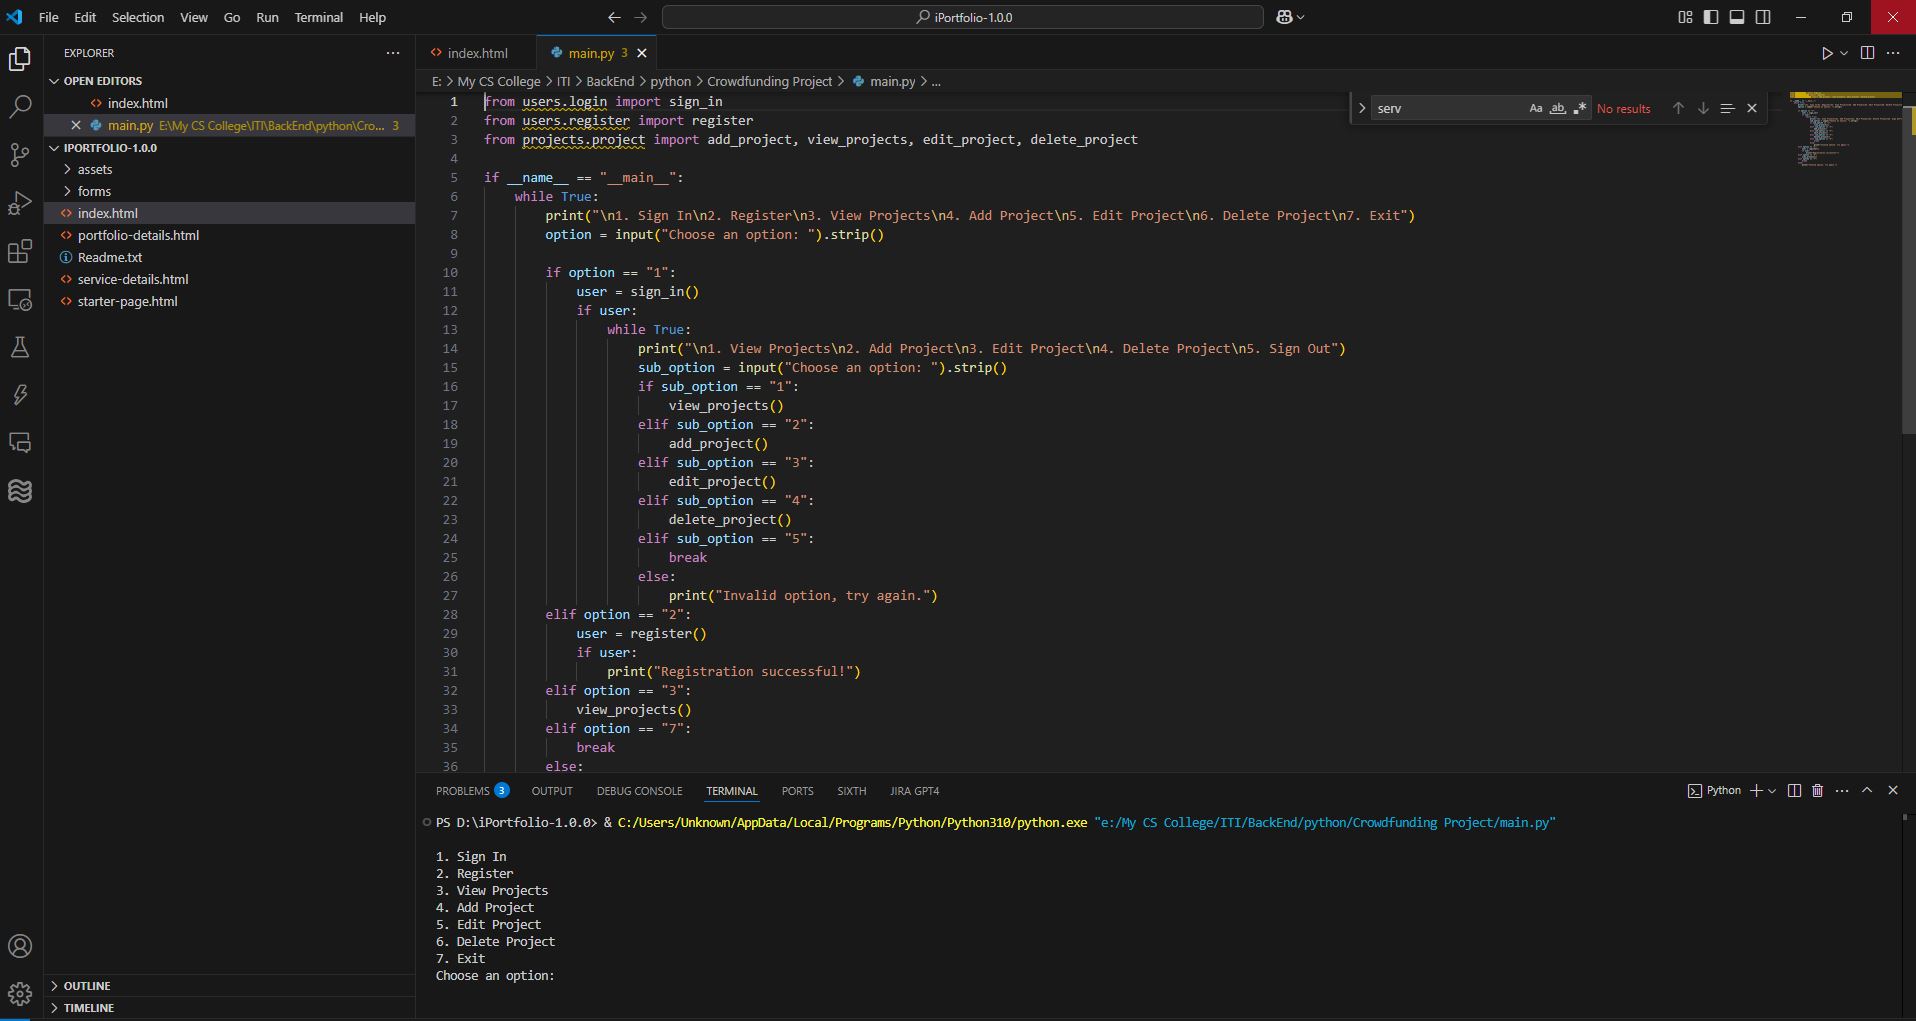 File Edit Selection View Go Run Terminal Help
iPortfolio-1.0.0
EXPLORER
OPEN EDITORS
index.html
main.py E:\My CS College\ITI\BackEnd\python\Cro... 3
IPORTFOLIO-1.0.0
assets
forms
index.html
portfolio-details.html
Readme.txt
service-details.html
starter-page.html
OUTLINE
TIMELINE
index.html
main.py 3
E: > My CS College > ITI > BackEnd > python > Crowdfunding Project > main.py > ...
serv Aa ab No results
1 from users.login import sign_in
2 from users.register import register
3 from projects.project import add_project, view_projects, edit_project, delete_project
4
5 if __name__ == "__main__":
6 while True:
7 print("\n1. Sign In\n2. Register\n3. View Projects\n4. Add Project\n5. Edit Project\n6. Delete Project\n7. Exit")
8 option = input("Choose an option: ").strip()
9
10 if option == "1":
11 user = sign_in()
12 if user:
13 while True:
14 print("\n1. View Projects\n2. Add Project\n3. Edit Project\n4. Delete Project\n5. Sign Out")
15 sub_option = input("Choose an option: ").strip()
16 if sub_option == "1":
17 view_projects()
18 elif sub_option == "2":
19 add_project()
20 elif sub_option == "3":
21 edit_project()
22 elif sub_option == "4":
23 delete_project()
24 elif sub_option == "5":
25 break
26 else:
27 print("Invalid option, try again.")
28 elif option == "2":
29 user = register()
30 if user:
31 print("Registration successful!")
32 elif option == "3":
33 view_projects()
34 elif option == "7":
35 break
36 else:
PROBLEMS 3 OUTPUT DEBUG CONSOLE TERMINAL PORTS SIXTH JIRA GPT4
Python
PS D:\iPortfolio-1.0.0> & C:/Users/Unknown/AppData/Local/Programs/Python/Python310/python.exe "e:/My CS College/ITI/BackEnd/python/Crowdfunding Project/main.py"
1. Sign In
2. Register
3. View Projects
4. Add Project
5. Edit Project
6. Delete Project
7. Exit
Choose an option: